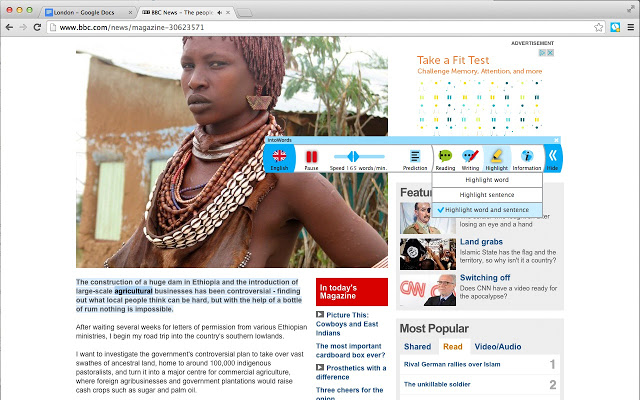 London - Google Docs
BBC News - The people
www.bbc.com/news/magazine-30623571
ADVERTISEMENT
Take a Fit Test
Challenge Memory, Attention, and more
IntoWords
English
Pause
Speed 165 words/min.
Prediction
Reading
Writing
Highlight
Information
Hide
Highlight word
Highlight sentence
Highlight word and sentence
The construction of a huge dam in Ethiopia and the introduction of
large-scale agricultural businesses has been controversial - finding
out what local people think can be hard, but with the help of a bottle
of rum nothing is impossible.
After waiting several weeks for letters of permission from various Ethiopian
ministries, I begin my road trip into the country's southern lowlands.
I want to investigate the government's controversial plan to take over vast
swathes of ancestral land, home to around 100,000 indigenous
pastoralists, and turn it into a major centre for commercial agriculture,
where foreign agribusinesses and government plantations would raise
cash crops such as sugar and palm oil.
In today's
Magazine
Picture This:
Cowboys and East
Indians
The most important
cardboard box ever?
Prosthetics with a
difference
Three cheers for the
losing an eye and a hand
Land grabs
Islamic State has the flag and the
territory, so why isn't it a country?
Switching off
Does CNN have a video ready for
the apocalypse?
Most Popular
Shared
Read
Video/Audio
Rival German rallies over Islam
1
The unkillable soldier
2